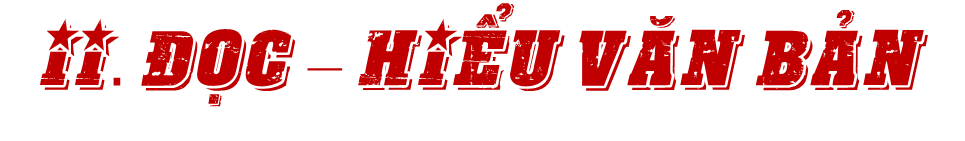 II. ĐỌC – HIỂU VĂN BẢN